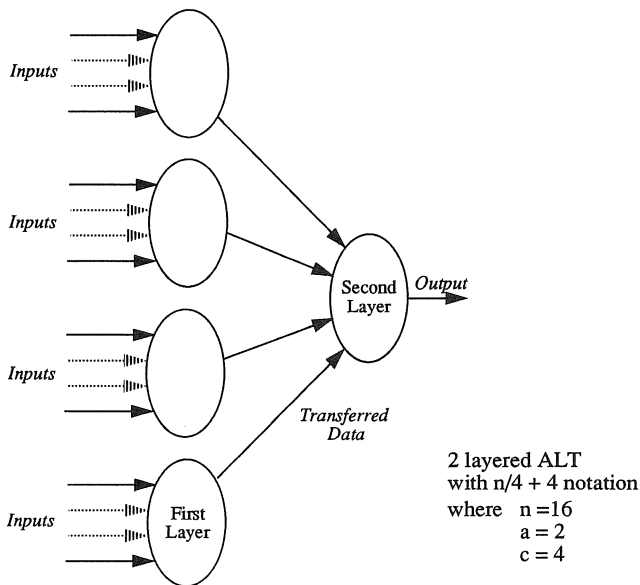 Inputs
Inputs
Second
Layer
Output
Inputs
Transferred
Data
Inputs
First
Layer
2 layered ALT
with n/4 + 4 notation
where n =16
a = 2
c = 4